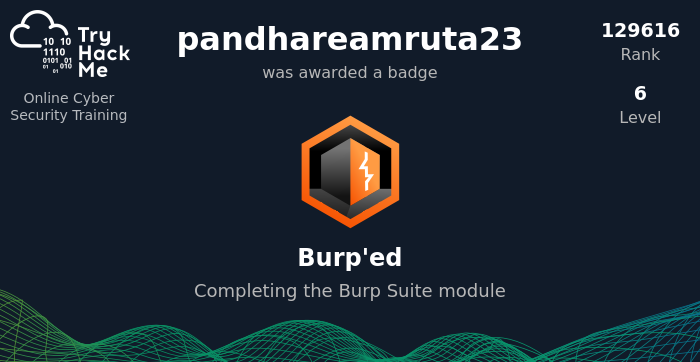 Try
Hack
Me
10 10
1110
0101 01
01 010
01
Online Cyber
Security Training
pandhareamruta23
was awarded a badge
129616
Rank
6
Level
Burp'ed
Completing the Burp Suite module